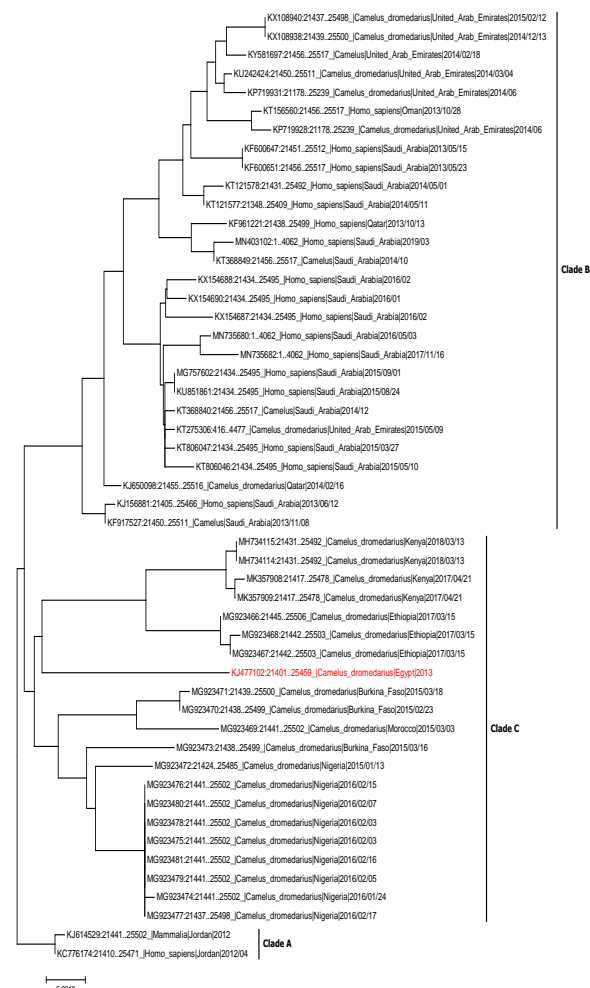 KX108940:21437..25498_|Camelus_dromedarius|United_Arab_Emirates|2015/02/12
KX108938:21439..25500_|Camelus_dromedarius|United_Arab_Emirates|2014/12/13
KY581697:21456..25517_|Camelus|United_Arab_Emirates|2014/02/18
KU242424:21450..25511_|Camelus_dromedarius|United_Arab_Emirates|2014/03/04
KP719931:21178..25239_|Camelus_dromedarius|United_Arab_Emirates|2014/06
KT156560:21456..25517_|Homo_sapiens|Oman|2013/10/28
KP719928:21178..25239_|Camelus_dromedarius|United_Arab_Emirates|2014/06
KF600647:21451..25512_|Homo_sapiens|Saudi_Arabia|2013/05/15
KF600651:21456..25517_|Homo_sapiens|Saudi_Arabia|2013/05/23
KT121578:21431..25492_|Homo_sapiens|Saudi_Arabia|2014/05/01
KT121577:21348..25409_|Homo_sapiens|Saudi_Arabia|2014/05/11
KF961221:21438..25499_|Homo_sapiens|Qatar|2013/10/13
MN403102:1..4062_|Homo_sapiens|Saudi_Arabia|2019/03
KT368849:21456..25517_|Camelus|Saudi_Arabia|2014/10
Clade B
KX154688:21434..25495_|Homo_sapiens|Saudi_Arabia|2016/02
KX154690:21434..25495_|Homo_sapiens|Saudi_Arabia|2016/01
KX154687:21434..25495_|Homo_sapiens|Saudi_Arabia|2016/02
MN735680:1..4062_|Homo_sapiens|Saudi_Arabia|2016/05/03
MN735682:1..4062_|Homo_sapiens|Saudi_Arabia|2017/11/16
MG757602:21434..25495_|Homo_sapiens|Saudi_Arabia|2015/09/01
KU851861:21434..25495_|Homo_sapiens|Saudi_Arabia|2015/08/24
KT368840:21456..25517_|Camelus|Saudi_Arabia|2014/12
KT275306:416..4477_|Camelus_dromedarius|United_Arab_Emirates|2015/05/09
KT806047:21434..25495_|Homo_sapiens|Saudi_Arabia|2015/03/27
KT806046:21434..25495_|Homo_sapiens|Saudi_Arabia|2015/05/10
KJ650098:21455..25516_|Camelus_dromedarius|Qatar|2014/02/16
KJ156881:21405..25466_|Homo_sapiens|Saudi_Arabia|2013/06/12
KF917527:21450..25511_|Camelus|Saudi_Arabia|2013/11/08
MH734115:21431..25492_|Camelus_dromedarius|Kenya|2018/03/13
MH734114:21431..25492_|Camelus_dromedarius|Kenya|2018/03/13
MK357908:21417..25478_|Camelus_dromedarius|Kenya|2017/04/21
MK357909:21417..25478_|Camelus_dromedarius|Kenya|2017/04/21
MG923466:21445..25506_|Camelus_dromedarius|Ethiopia|2017/03/15
MG923468:21442..25503_|Camelus_dromedarius|Ethiopia|2017/03/15
MG923467:21442..25503_|Camelus_dromedarius|Ethiopia|2017/03/15
KJ477102:21401..25459_|Camelus_dromedarius|Egypt|2013
MG923471:21439..25500_|Camelus_dromedarius|Burkina_Faso|2015/03/18
MG923470:21438..25499_|Camelus_dromedarius|Burkina_Faso|2015/02/23
MG923469:21441..25502_|Camelus_dromedarius|Morocco|2015/03/03
Clade C
MG923473:21438..25499_|Camelus_dromedarius|Burkina_Faso|2015/03/16
MG923472:21424..25485_|Camelus_dromedarius|Nigeria|2015/01/13
MG923476:21441..25502_|Camelus_dromedarius|Nigeria|2016/02/15
MG923480:21441..25502_|Camelus_dromedarius|Nigeria|2016/02/07
MG923478:21441..25502_|Camelus_dromedarius|Nigeria|2016/02/03
MG923475:21441..25502_|Camelus_dromedarius|Nigeria|2016/02/03
MG923481:21441..25502_|Camelus_dromedarius|Nigeria|2016/02/16
MG923479:21441..25502_|Camelus_dromedarius|Nigeria|2016/02/05
MG923474:21441..25502_|Camelus_dromedarius|Nigeria|2016/01/24
MG923477:21437..25498_|Camelus_dromedarius|Nigeria|2016/02/17
KJ614529:21441..25502_|Mammalia|Jordan|2012
Clade A
KC776174:21410..25471_|Homo_sapiens|Jordan|2012/04